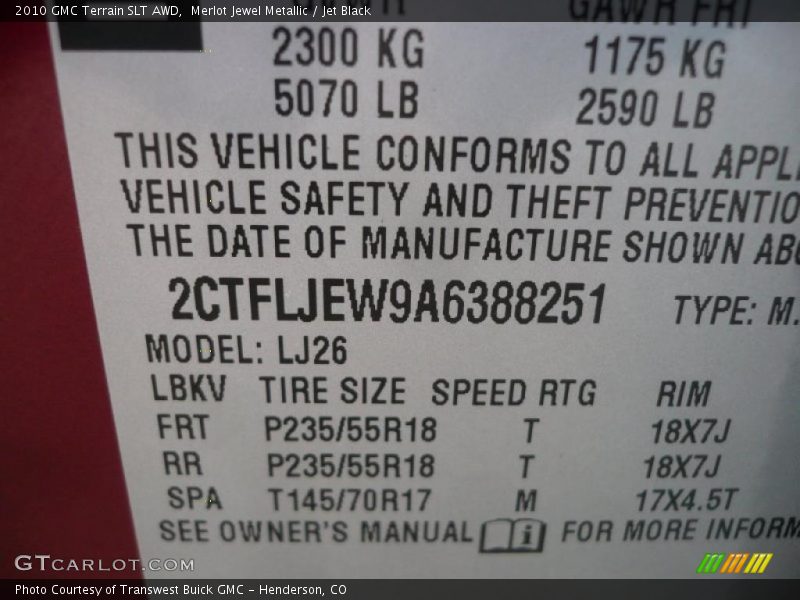 2010 GMC Terrain SLT AWD, Merlot Jewel Metallic / Jet Black
GAWR FRT
2300 KG 1175 KG
5070 LB 2590 LB
THIS VEHICLE CONFORMS TO ALL APPL
VEHICLE SAFETY AND THEFT PREVENTIO
THE DATE OF MANUFACTURE SHOWN ABO
2CTFLJEW9A6388251 TYPE: M.
MODEL: LJ26
LBKV TIRE SIZE SPEED RTG RIM
FRT P235/55R18 T 18X7J
RR P235/55R18 T 18X7J
SPA T145/70R17 M 17X4.5T
SEE OWNER'S MANUAL i FOR MORE INFORM
GTCARLOT.COM
Photo Courtesy of Transwest Buick GMC - Henderson, CO